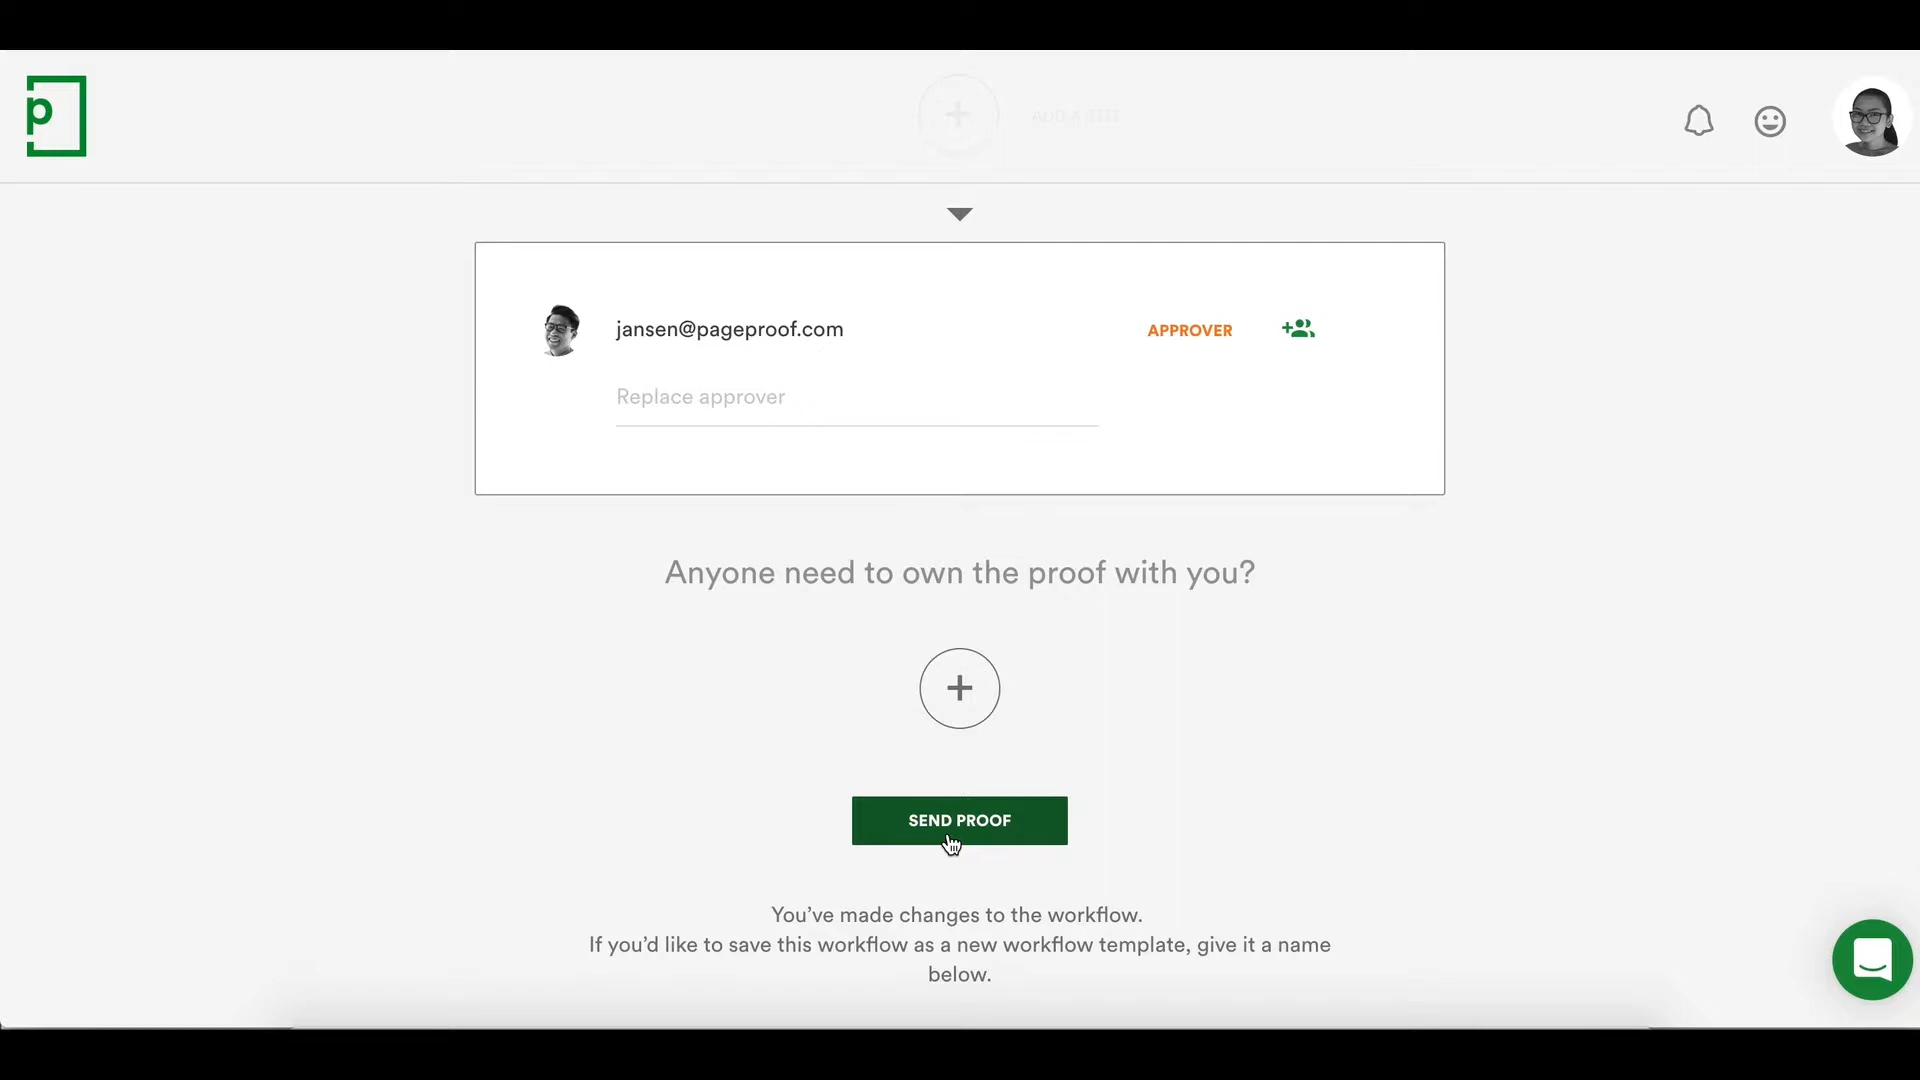 p
ADD A STEP
jansen@pageproof.com
APPROVER
Replace approver
Anyone need to own the proof with you?
SEND PROOF
You’ve made changes to the workflow.
If you’d like to save this workflow as a new workflow template, give it a name
below.